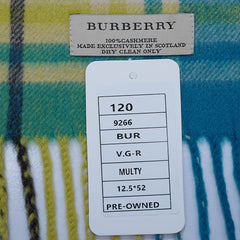 BURBERRY
100%CASHMERE
MADE EXCLUSIVELY IN SCOTLAND
DRY CLEAN ONLY
120
9266
BUR
V.G-R
MULTY
12.5*52
PRE-OWNED